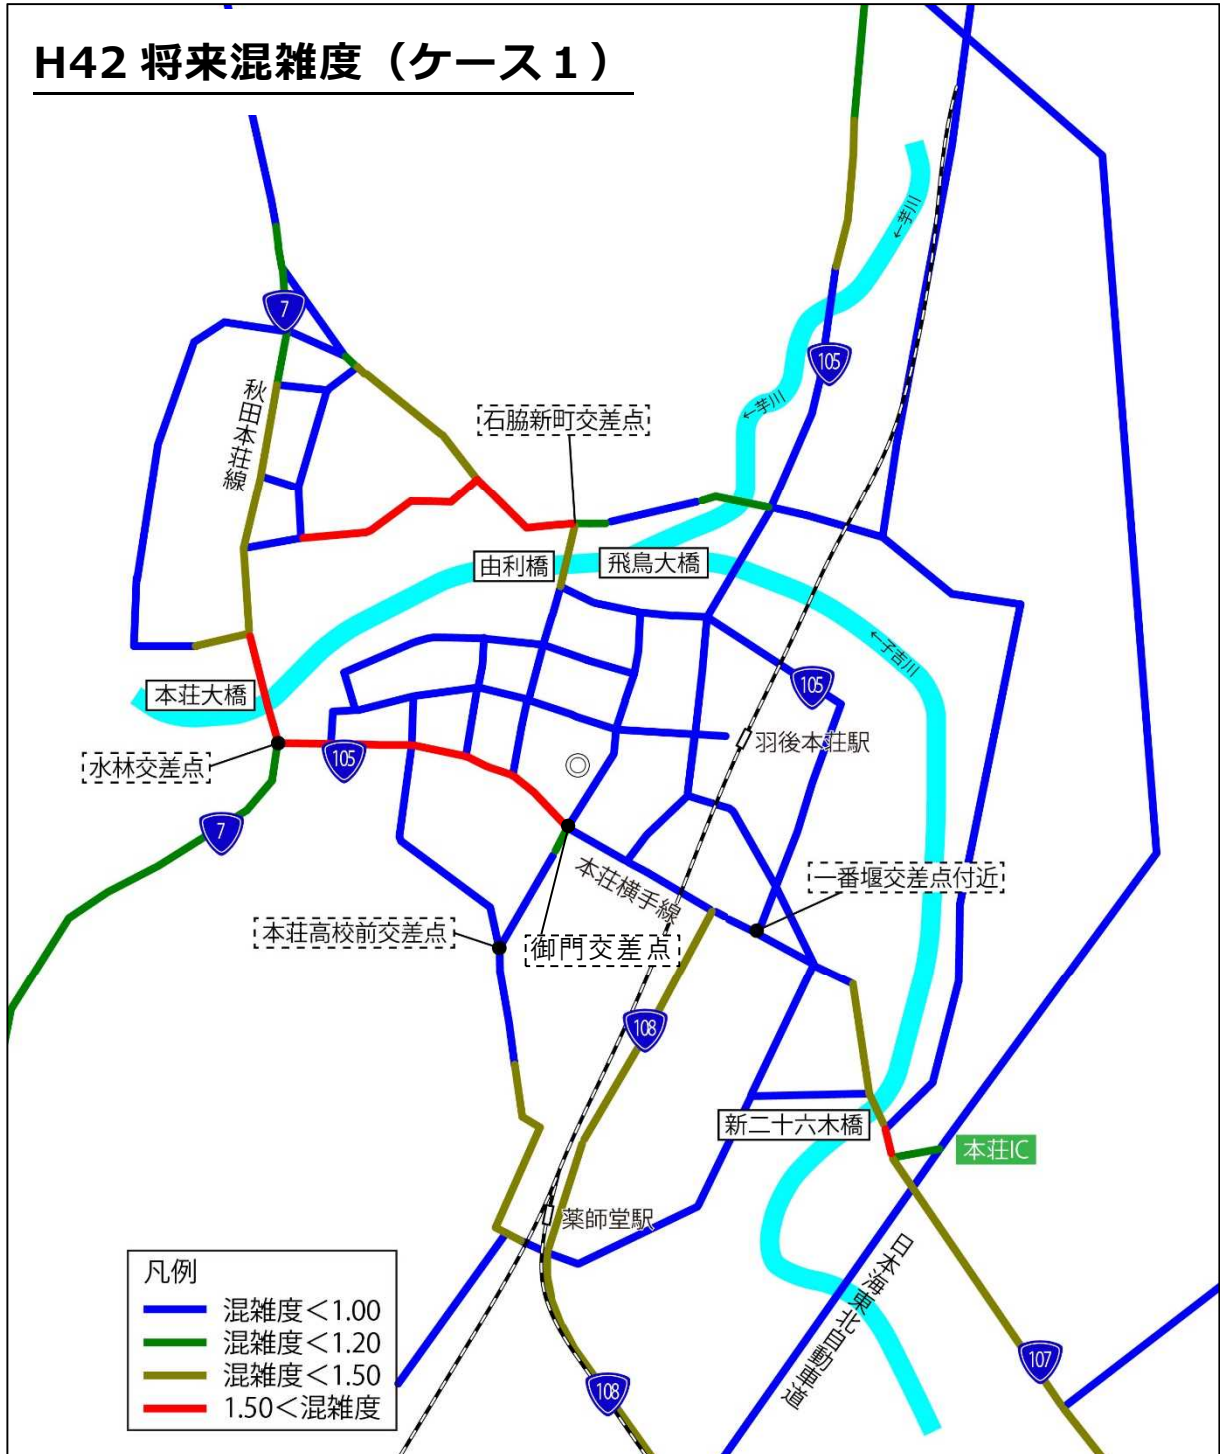 H42 将来混雑度（ケース１）
←芋川
7
105
←芋川
秋田本荘線
石脇新町交差点
由利橋
飛鳥大橋
←子吉川
105
本荘大橋
羽後本荘駅
水林交差点
105
7
本荘横手線
一番堰交差点付近
本荘高校前交差点
御門交差点
108
新二十六木橋
本荘IC
薬師堂駅
日本海東北自動車道
凡例
混雑度＜1.00
混雑度＜1.20
混雑度＜1.50
1.50＜混雑度
107
108